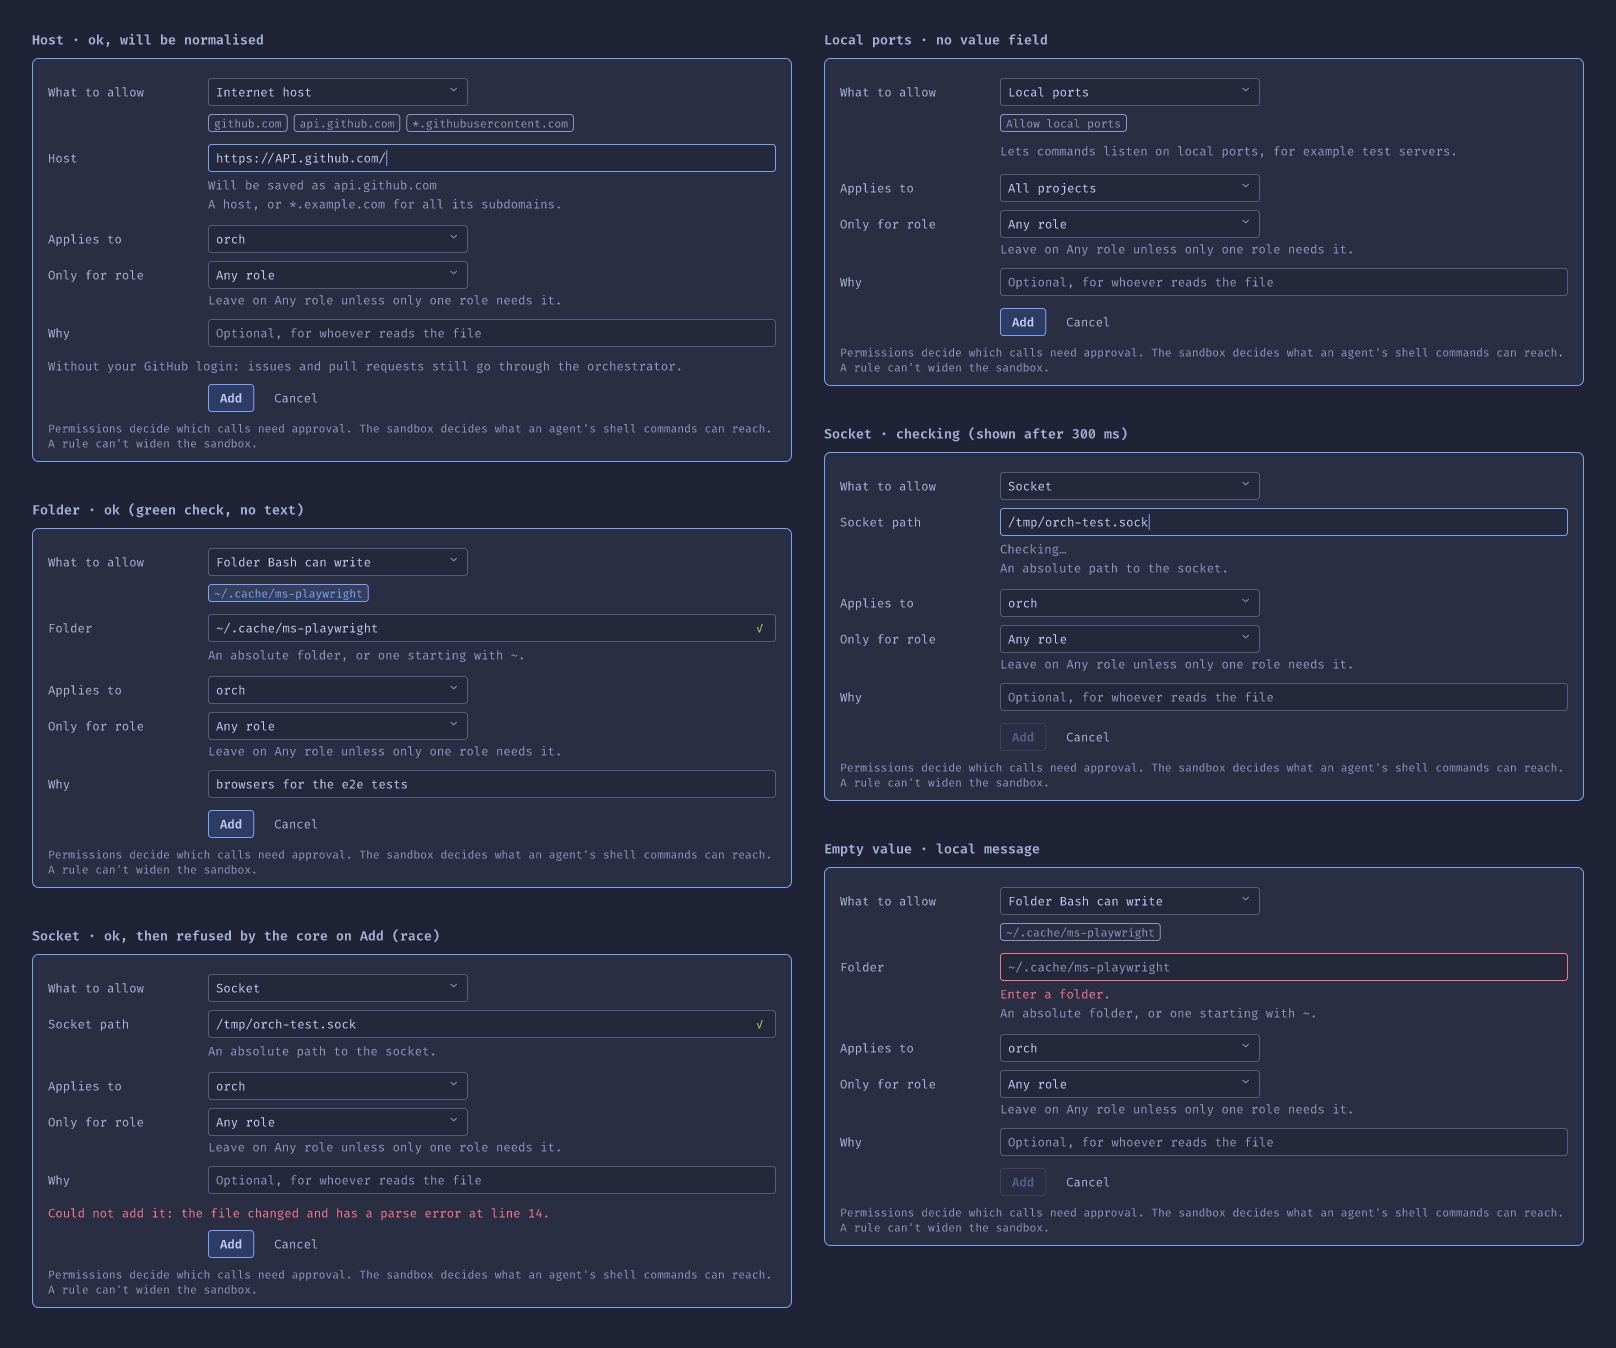 Host · ok, will be normalised
What to allow
Internet host
github.com
api.github.com
*.githubusercontent.com
Host
https://API.github.com/
Will be saved as api.github.com
A host, or *.example.com for all its subdomains.
Applies to
orch
Only for role
Any role
Leave on Any role unless only one role needs it.
Why
Optional, for whoever reads the file
Without your GitHub login: issues and pull requests still go through the orchestrator.
Add
Cancel
Permissions decide which calls need approval. The sandbox decides what an agent's shell commands can reach.
A rule can't widen the sandbox.
Folder · ok (green check, no text)
What to allow
Folder Bash can write
~/.cache/ms-playwright
Folder
~/.cache/ms-playwright ✓
An absolute folder, or one starting with ~.
Applies to
orch
Only for role
Any role
Leave on Any role unless only one role needs it.
Why
browsers for the e2e tests
Add
Cancel
Permissions decide which calls need approval. The sandbox decides what an agent's shell commands can reach.
A rule can't widen the sandbox.
Socket · ok, then refused by the core on Add (race)
What to allow
Socket
Socket path
/tmp/orch-test.sock ✓
An absolute path to the socket.
Applies to
orch
Only for role
Any role
Leave on Any role unless only one role needs it.
Why
Optional, for whoever reads the file
Could not add it: the file changed and has a parse error at line 14.
Add
Cancel
Permissions decide which calls need approval. The sandbox decides what an agent's shell commands can reach.
A rule can't widen the sandbox.
Local ports · no value field
What to allow
Local ports
Allow local ports
Lets commands listen on local ports, for example test servers.
Applies to
All projects
Only for role
Any role
Leave on Any role unless only one role needs it.
Why
Optional, for whoever reads the file
Add
Cancel
Permissions decide which calls need approval. The sandbox decides what an agent's shell commands can reach.
A rule can't widen the sandbox.
Socket · checking (shown after 300 ms)
What to allow
Socket
Socket path
/tmp/orch-test.sock
Checking…
An absolute path to the socket.
Applies to
orch
Only for role
Any role
Leave on Any role unless only one role needs it.
Why
Optional, for whoever reads the file
Add
Cancel
Permissions decide which calls need approval. The sandbox decides what an agent's shell commands can reach.
A rule can't widen the sandbox.
Empty value · local message
What to allow
Folder Bash can write
~/.cache/ms-playwright
Folder
~/.cache/ms-playwright
Enter a folder.
An absolute folder, or one starting with ~.
Applies to
orch
Only for role
Any role
Leave on Any role unless only one role needs it.
Why
Optional, for whoever reads the file
Add
Cancel
Permissions decide which calls need approval. The sandbox decides what an agent's shell commands can reach.
A rule can't widen the sandbox.